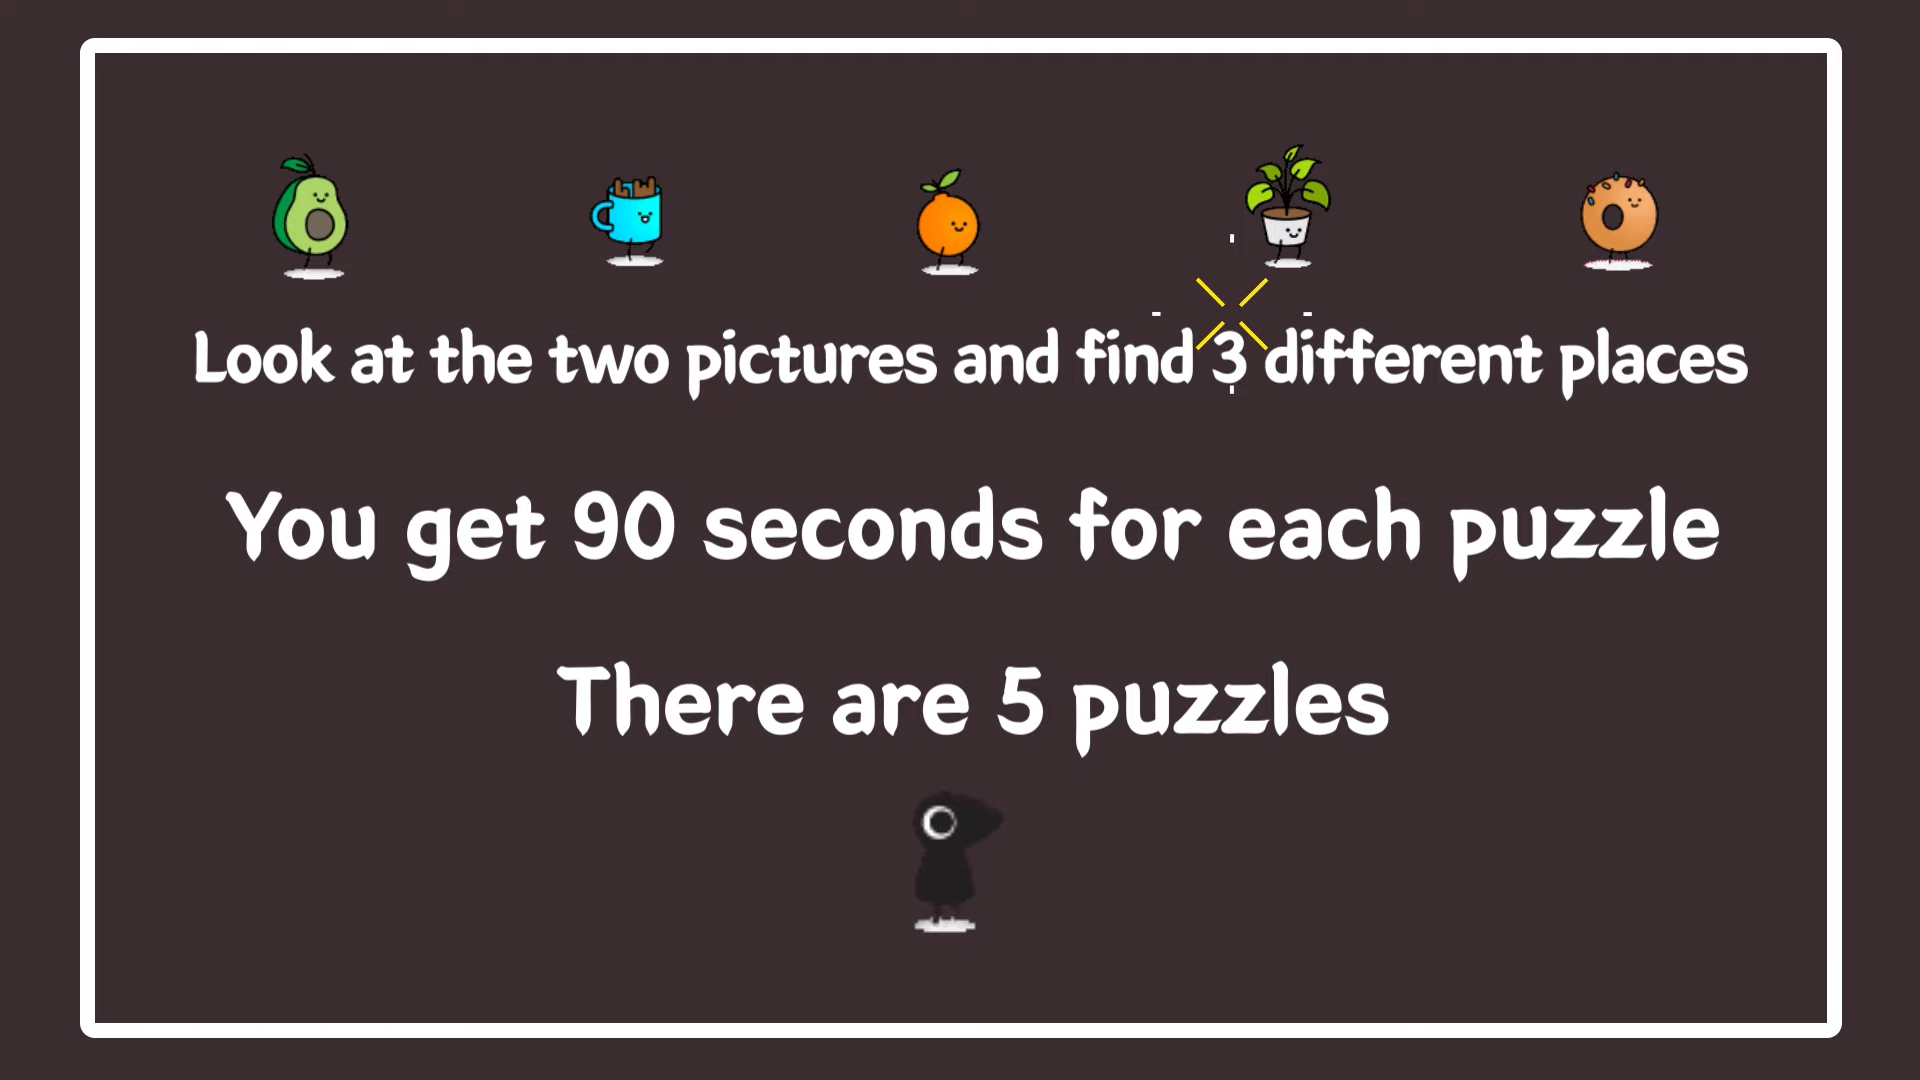 Look at the two pictures and find 3 different places
You get 90 seconds for each puzzle
There are 5 puzzles